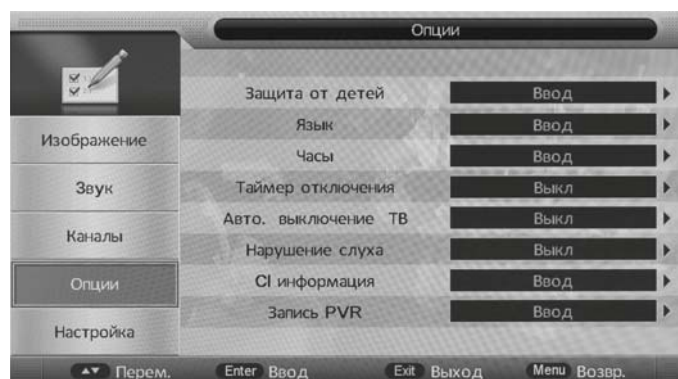 Опции
Защита от детей Ввод
Язык Ввод
Часы Ввод
Таймер отключения Выкл
Авто. выключение ТВ Выкл
Нарушение слуха Выкл
CI информация Ввод
Запись PVR Ввод
Изображение
Звук
Каналы
Опции
Настройка
Перем. Enter Ввод Exit Выход Menu Возвр.